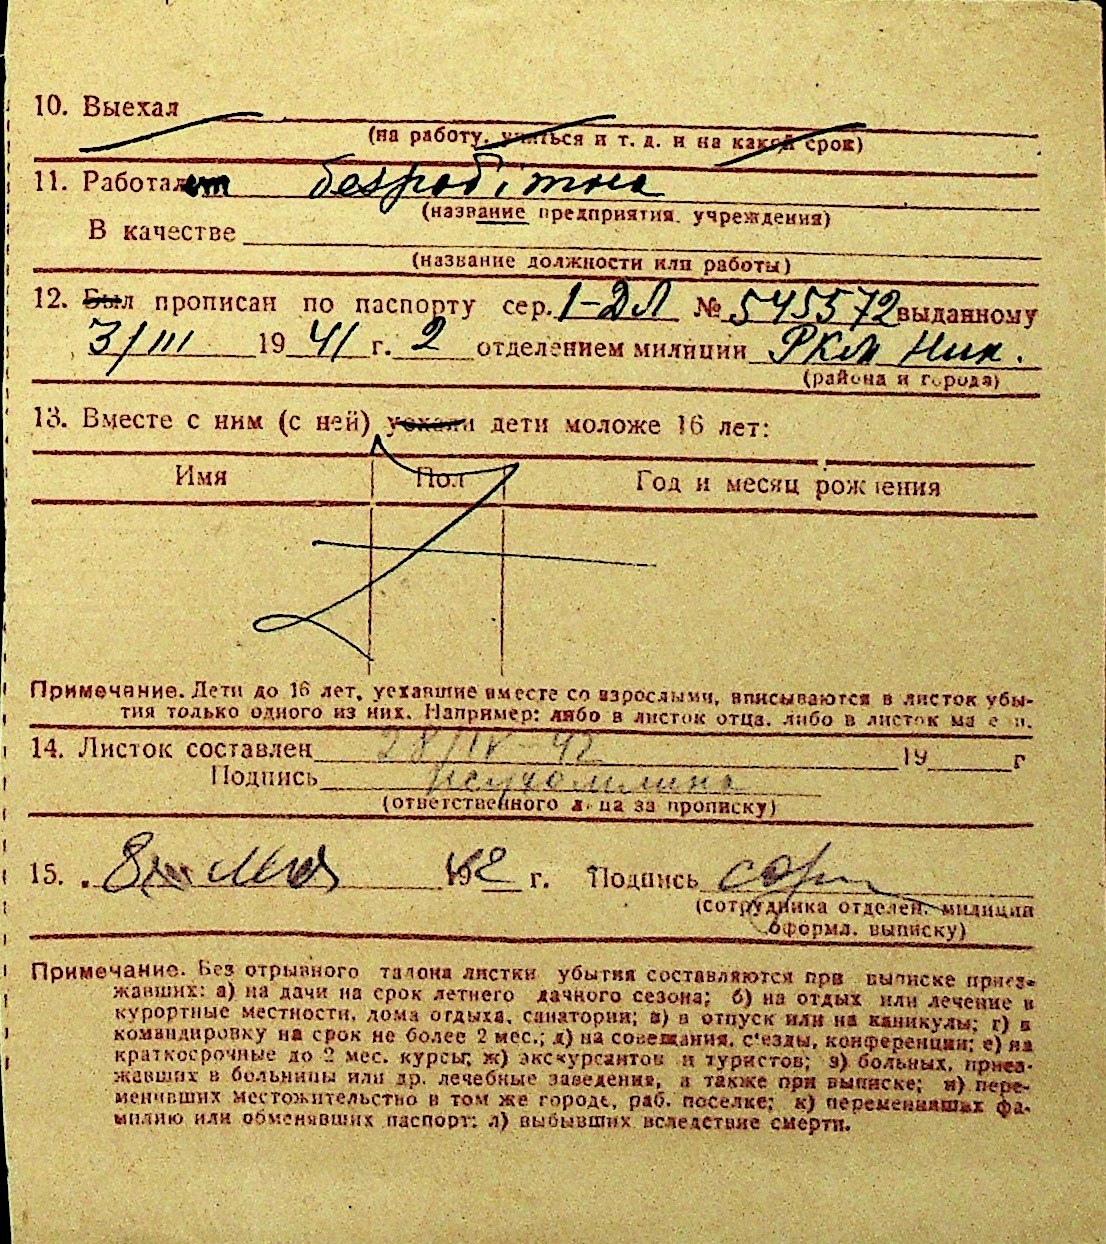 10. Выехал
(на работу, учиться и т. д. и на какой срок)
11. Работает безробітна
(название предприятия, учреждения)
В качестве
(название должности или работы)
12. Был прописан по паспорту сер. I-ДЛ № 545572 выданному
3/III 1941 г. 2 отделением милиции РКМ Ник.
(района и города)
13. Вместе с ним (с ней) уехали дети моложе 16 лет:
Имя Пол Год и месяц рождения
Примечание. Дети до 16 лет, уехавшие вместе со взрослыми, вписываются в листок убы-
тия только одного из них. Например: либо в листок отца, либо в листок ма е и.
14. Листок составлен 28/IV-42 19 г
Подпись
(ответственного лица за прописку)
15. 8 мая 1942 г. Подпись
(сотрудника отделен. милиции
оформл. выписку)
Примечание. Без отрывного талона листки убытия составляются при выписке приез-
жавших: а) на дачи на срок летнего дачного сезона; б) на отдых или лечение в
курортные местности, дома отдыха, санатории; в) в отпуск или на каникулы; г) в
командировку на срок не более 2 мес.; д) на совещания, с'езды, конференции; е) на
краткосрочные до 2 мес. курсы; ж) экскурсантов и туристов; з) больных, приез-
жавших в больницы или др. лечебные заведения, а также при выписке; и) пере-
менивших местожительство в том же городе, раб. поселке; к) переменивших фа-
милию или обменявших паспорт; л) выбывших вследствие смерти.